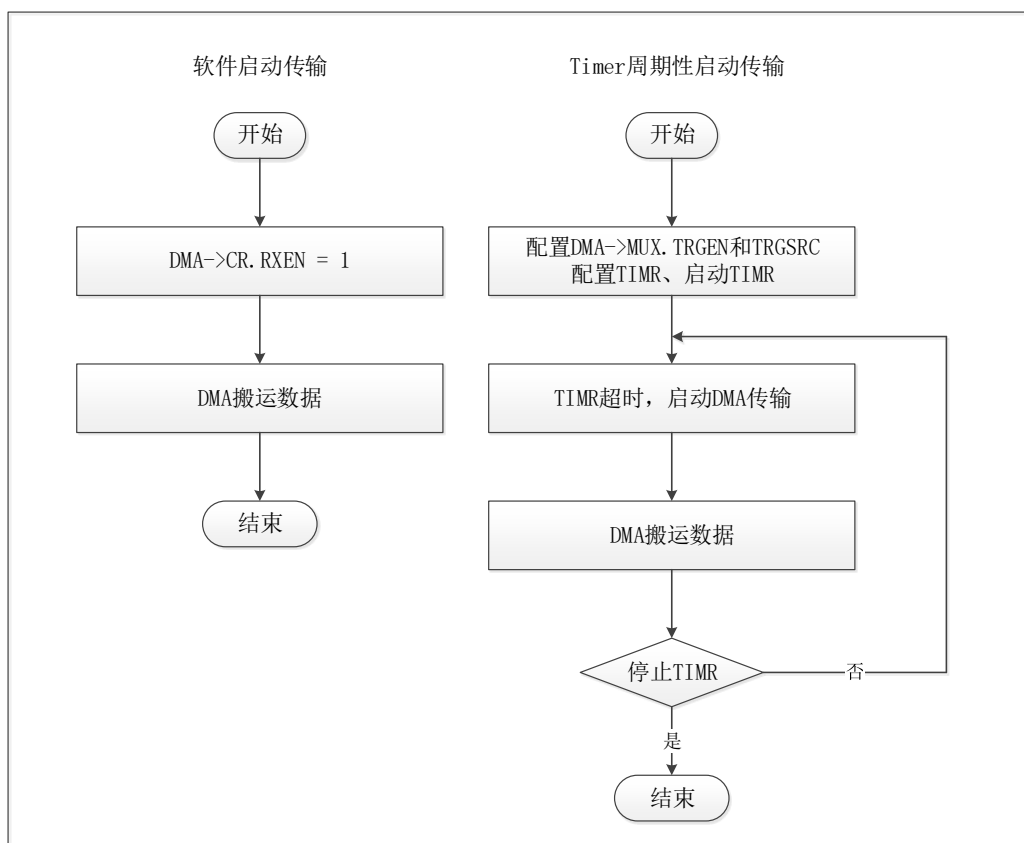 软件启动传输
开始
DMA->CR.RXEN = 1
DMA搬运数据
结束
Timer周期性启动传输
开始
配置DMA->MUX.TRGEN和TRGSRC
配置TIMR、启动TIMR
TIMR超时，启动DMA传输
DMA搬运数据
停止TIMR
否
是
结束